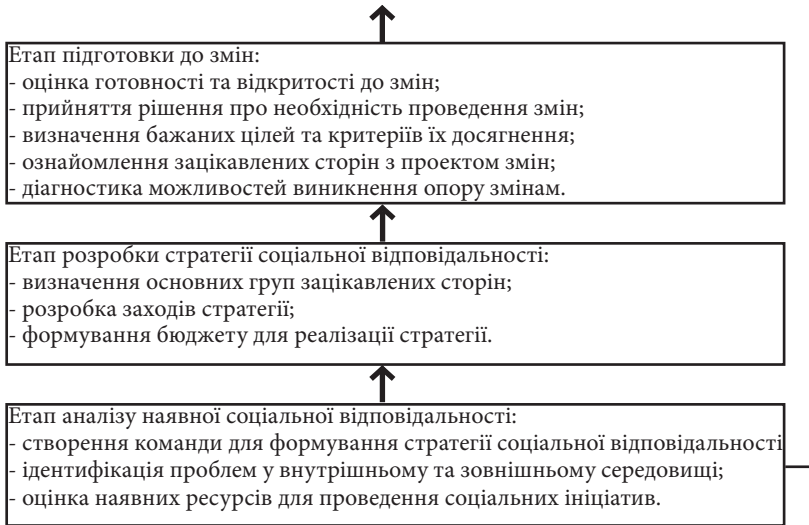 Етап підготовки до змін:
- оцінка готовності та відкритості до змін;
- прийняття рішення про необхідність проведення змін;
- визначення бажаних цілей та критеріїв їх досягнення;
- ознайомлення зацікавлених сторін з проектом змін;
- діагностика можливостей виникнення опору змінам.
Етап розробки стратегії соціальної відповідальності:
- визначення основних груп зацікавлених сторін;
- розробка заходів стратегії;
- формування бюджету для реалізації стратегії.
Етап аналізу наявної соціальної відповідальності:
- створення команди для формування стратегії соціальної відповідальності
- ідентифікація проблем у внутрішньому та зовнішньому середовищі;
- оцінка наявних ресурсів для проведення соціальних ініціатив.